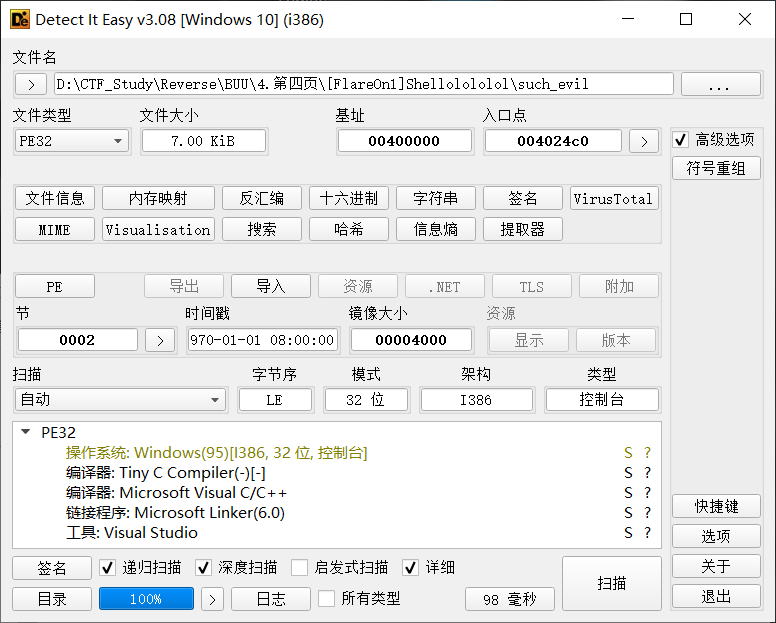 Detect It Easy v3.08 [Windows 10] (i386)
文件名
> D:\CTF_Study\Reverse\BUU\4.第四页\[FlareOn1]Shellolololol\such_evil ...
文件类型 文件大小 基址 入口点
PE32 7.00 KiB 00400000 004024c0 > 高级选项
符号重组
文件信息 内存映射 反汇编 十六进制 字符串 签名 VirusTotal
MIME Visualisation 搜索 哈希 信息熵 提取器
PE 导出 导入 资源 .NET TLS 附加
节 时间戳 镜像大小 资源
0002 > 970-01-01 08:00:00 00004000 显示 版本
扫描 字节序 模式 架构 类型
自动 LE 32 位 I386 控制台
PE32
操作系统: Windows(95)[I386, 32 位, 控制台] S ?
编译器: Tiny C Compiler(-)[-] S ?
编译器: Microsoft Visual C/C++ S ?
链接程序: Microsoft Linker(6.0) S ?
工具: Visual Studio S ?
快捷键
选项
签名 递归扫描 深度扫描 启发式扫描 详细 扫描 关于
目录 100% > 日志 所有类型 98 毫秒 退出